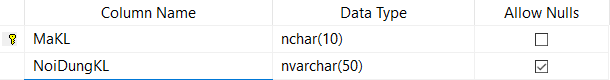 Column Name Data Type Allow Nulls
MaKL nchar(10)
NoiDungKL nvarchar(50)